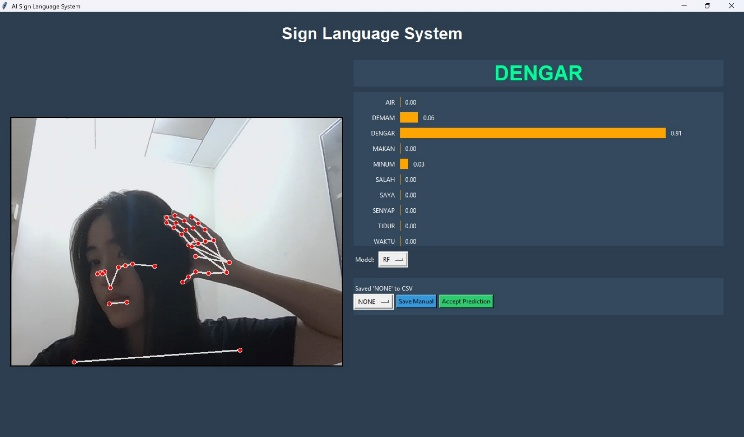 AI Sign Language System
Sign Language System
DENGAR
AIR 0.00
DEMAM 0.06
DENGAR 0.91
MAKAN 0.00
MINUM 0.03
SALAH 0.00
SAYA 0.00
SENYAP 0.00
TIDUR 0.00
WAKTU 0.00
Model: RF
Saved 'NONE' to CSV
NONE Save Manual Accept Prediction